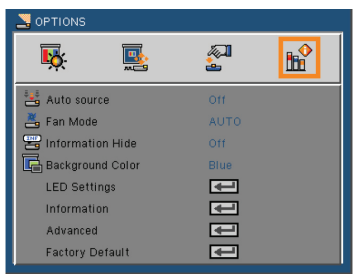 OPTIONS
Auto source Off
Fan Mode AUTO
INF Information Hide Off
Background Color Blue
LED Settings
Information
Advanced
Factory Default